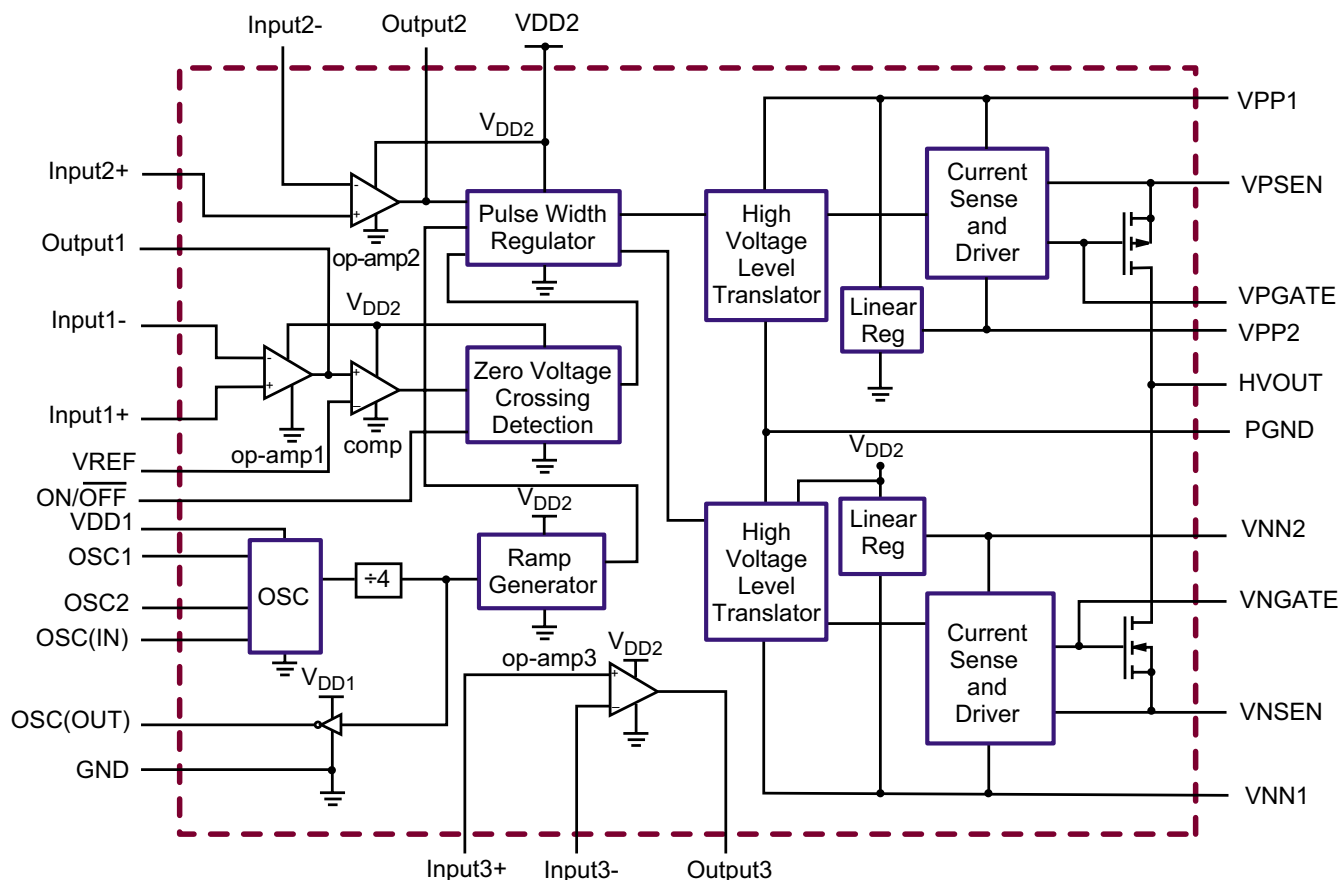 Input2-
Output2
VDD2
VPP1
VDD2
Input2+
VPSEN
Current
Sense
and
Driver
High
Voltage
Level
Translator
Pulse Width
Regulator
Output1
op-amp2
VPGATE
VDD2
Linear
Reg
Input1-
VPP2
Zero Voltage
Crossing
Detection
HVOUT
Input1+
comp
op-amp1
PGND
VDD2
VREF
ON/OFF
VDD2
VDD1
High
Voltage
Level
Translator
Linear
Reg
VNN2
OSC1
Ramp
Generator
÷4
OSC
OSC2
VNGATE
OSC(IN)
Current
Sense
and
Driver
op-amp3
VDD2
VDD1
OSC(OUT)
VNSEN
GND
VNN1
Input3+
Input3-
Output3